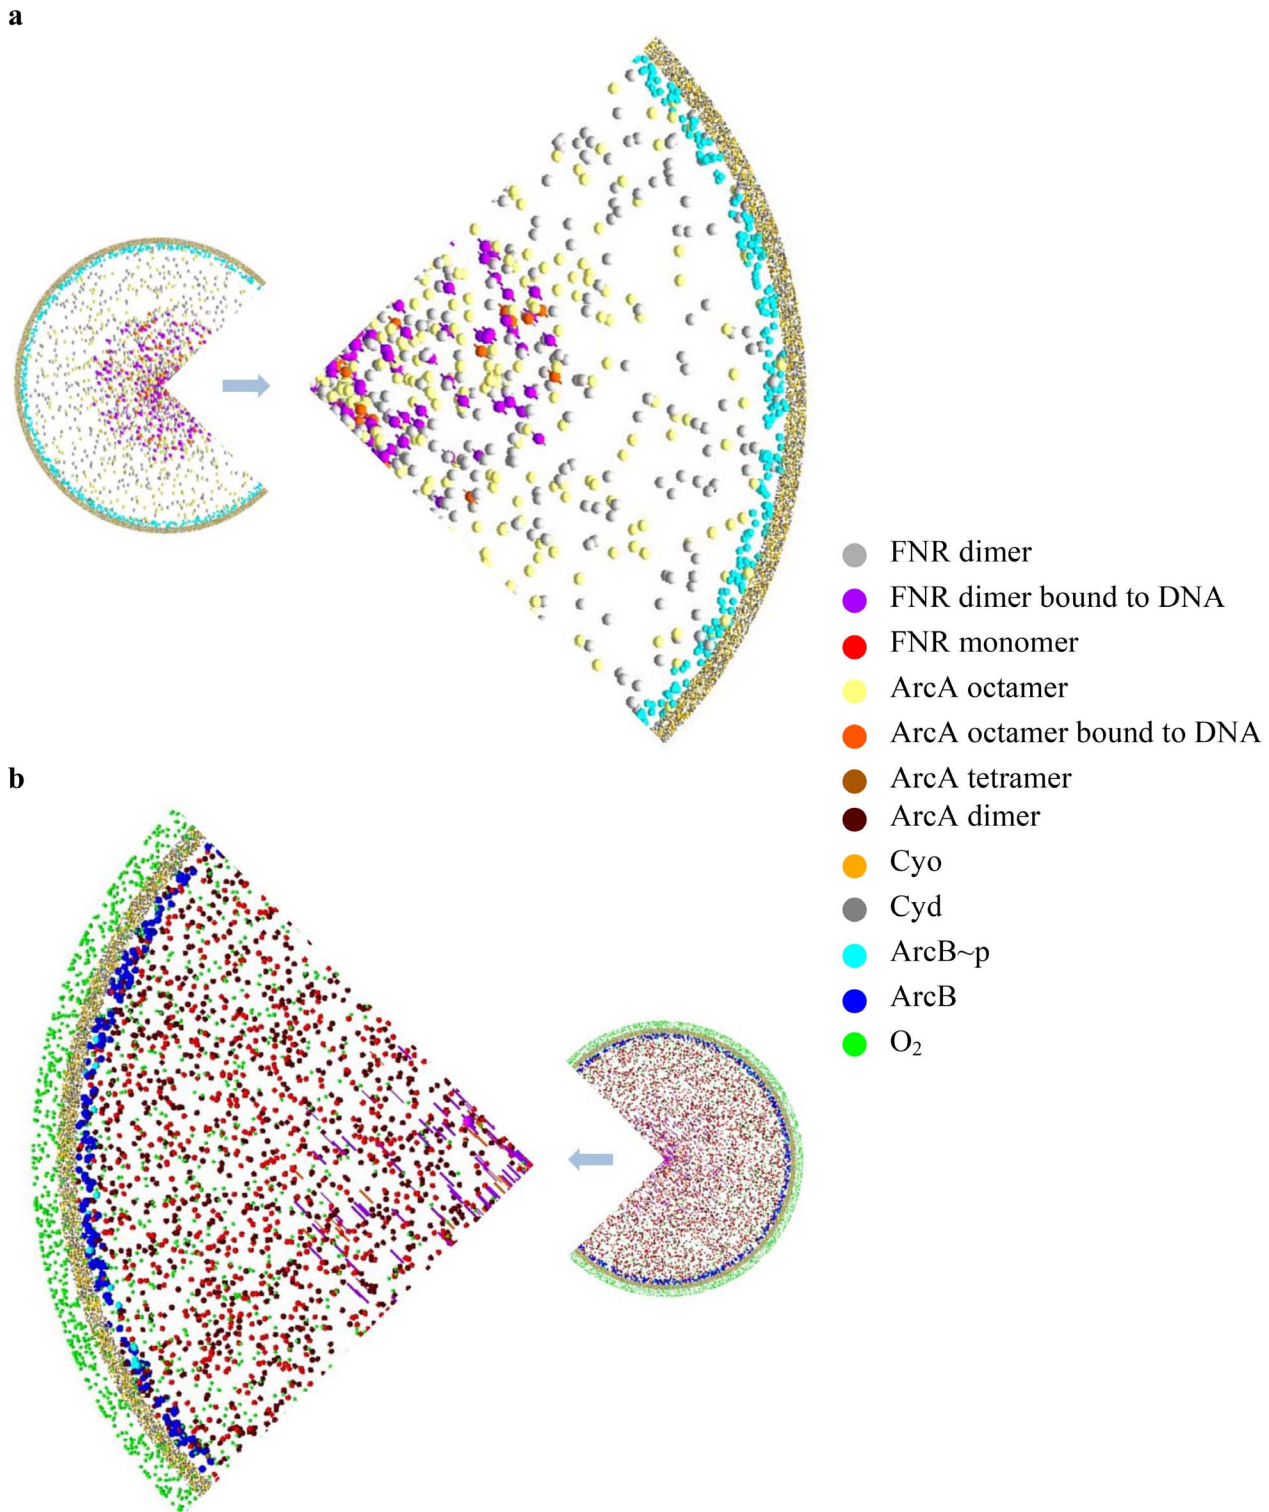 a
FNR dimer
FNR dimer bound to DNA
FNR monomer
ArcA octamer
ArcA octamer bound to DNA
ArcA tetramer
ArcA dimer
Cyo
Cyd
ArcB~p
ArcB
O₂
b